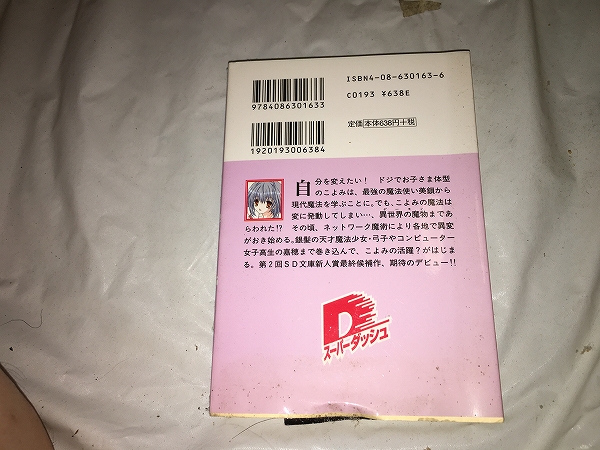 ISBN4-08-630163-6
9784086301633
C0193 ¥638E
定価 本体638円+税
1920193006384
自分を変えたい! ドジでお子さま体型
のこよみは、最強の魔法使い美鎖から
現代魔法を学ぶことに。でも、こよみの魔法は
変に発動してしまい…、異世界の魔物まであ
らわれた!? その頃、ネットワーク魔術により各地で異変
がおき始める。銀髪の天才魔法少女・弓子やコンピューター
女子高生の嘉穂まで巻き込んで、こよみの活躍?がはじま
る。第2回SD文庫新人賞最終候補作、期待のデビュー!!
D
スーパーダッシュ